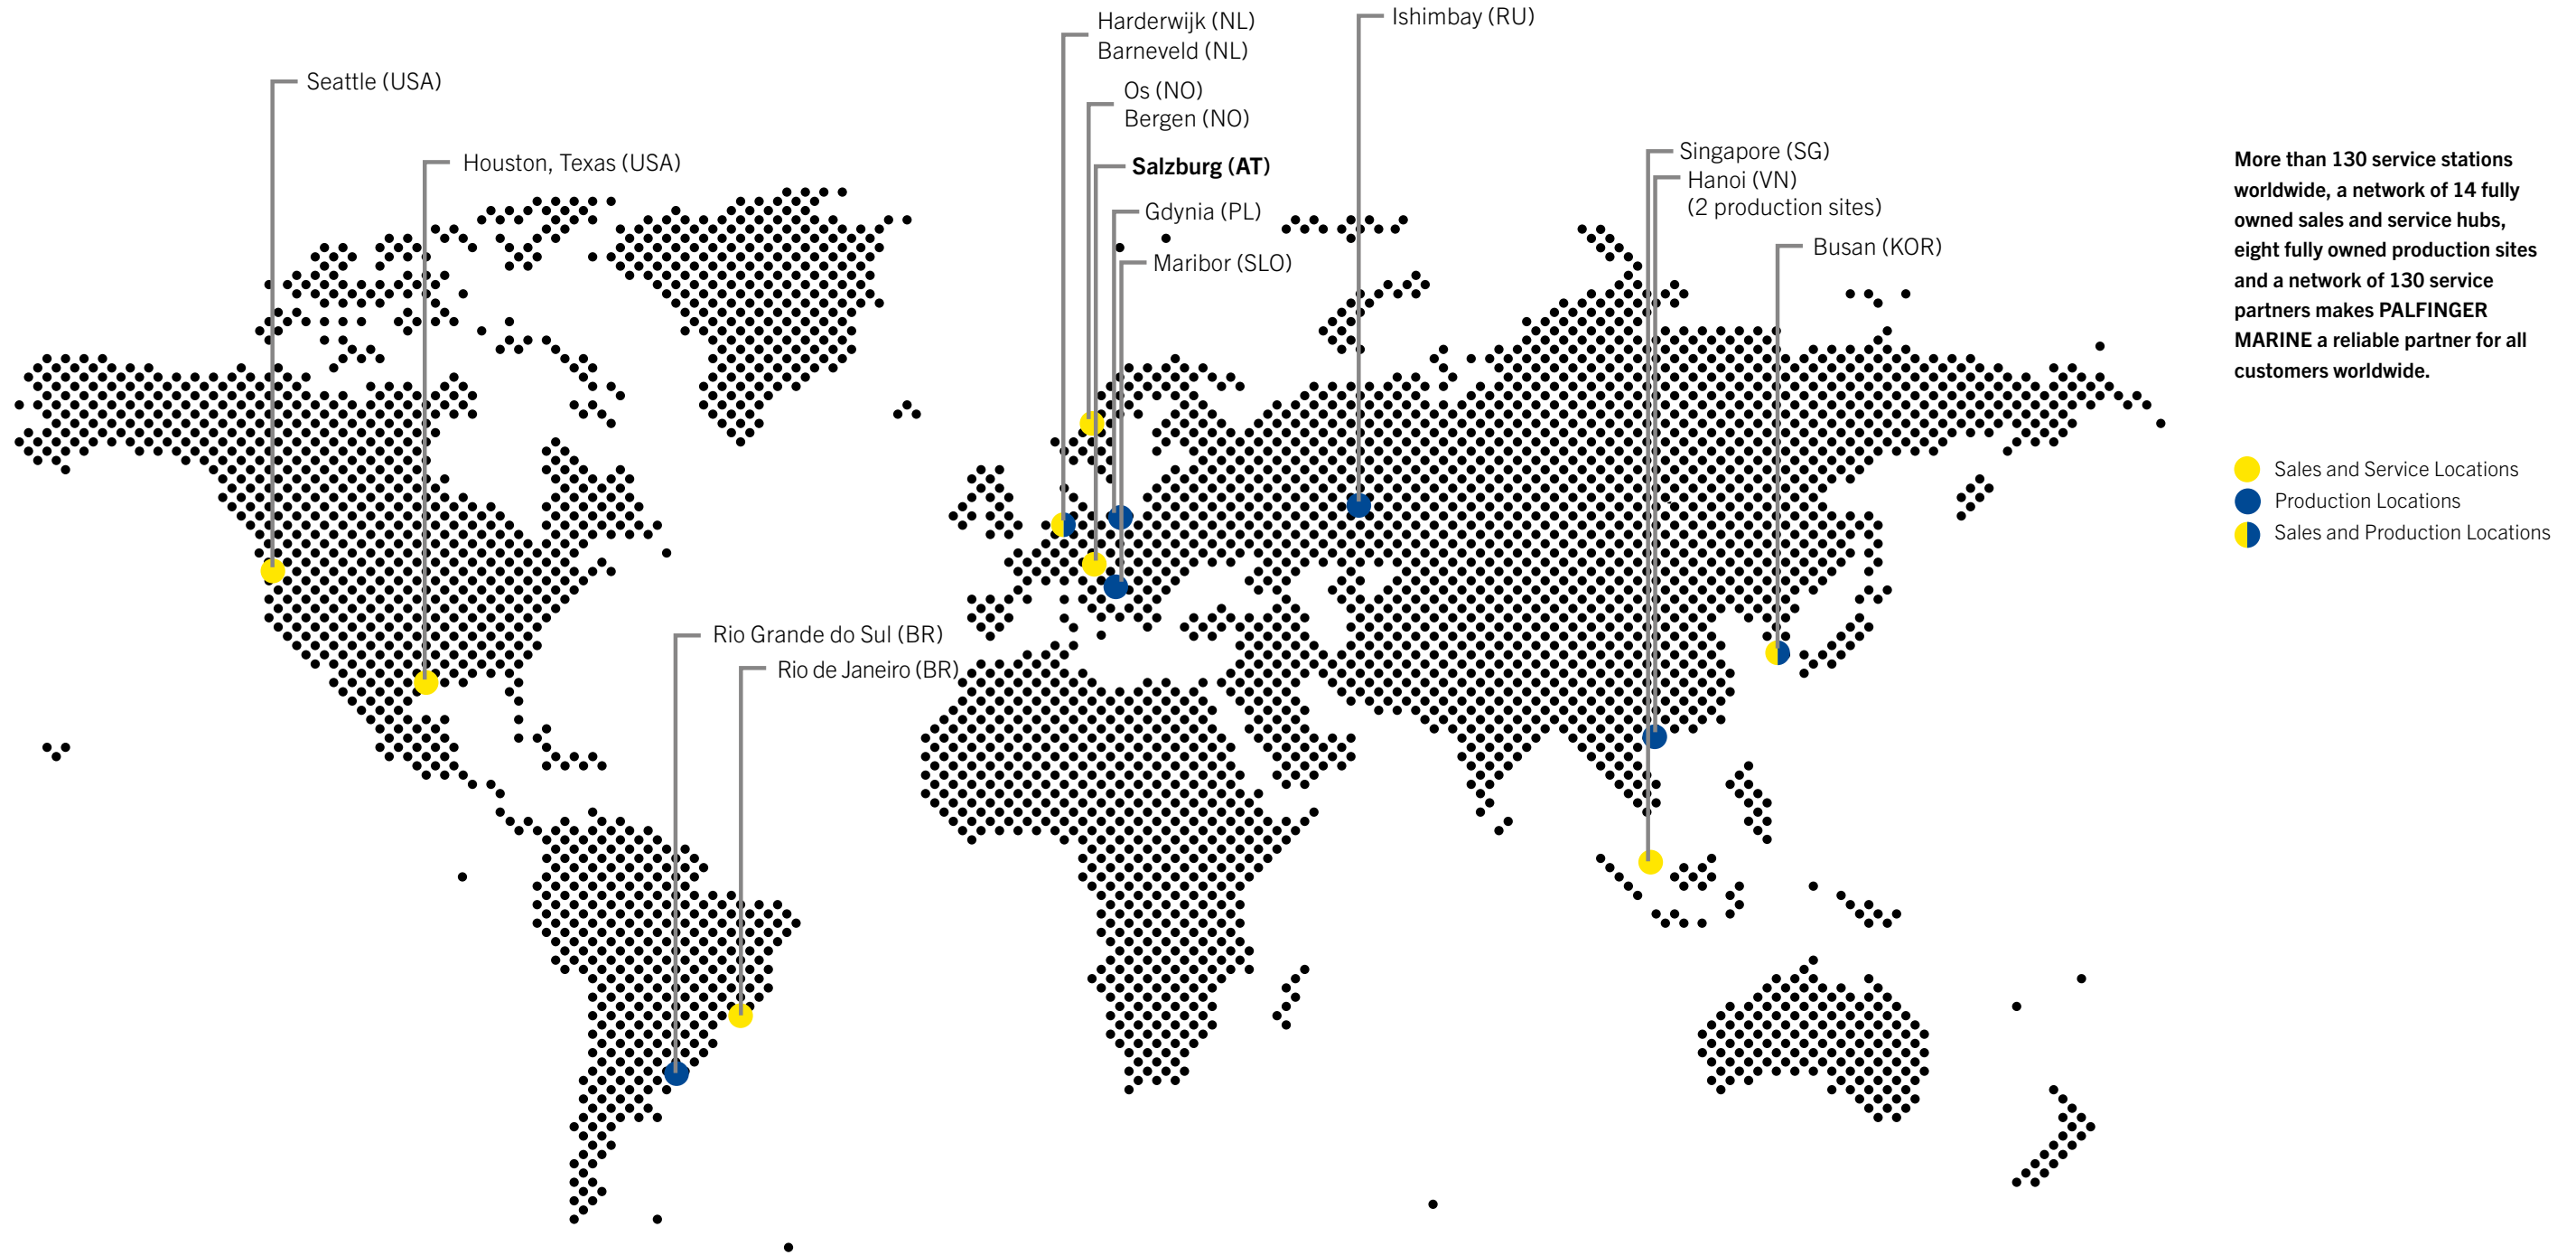 Harderwijk (NL)
Barneveld (NL)
Ishimbay (RU)
Seattle (USA)
Os (NO)
Bergen (NO)
Houston, Texas (USA)
Salzburg (AT)
Singapore (SG)
Hanoi (VN)
(2 production sites)
Gdynia (PL)
Busan (KOR)
Maribor (SLO)
Rio Grande do Sul (BR)
Rio de Janeiro (BR)
More than 130 service stations
worldwide, a network of 14 fully
owned sales and service hubs,
eight fully owned production sites
and a network of 130 service
partners makes PALFINGER
MARINE a reliable partner for all
customers worldwide.
Sales and Service Locations
Production Locations
Sales and Production Locations